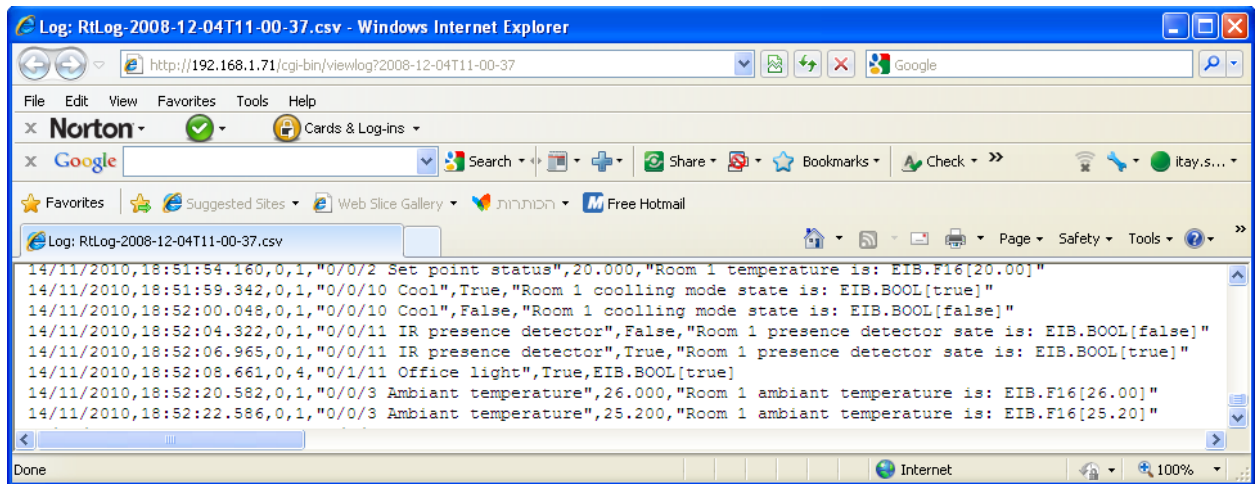 Log: RtLog-2008-12-04T11-00-37.csv - Windows Internet Explorer
http://192.168.1.71/cgi-bin/viewlog?2008-12-04T11-00-37 Google
File Edit View Favorites Tools Help
Norton Cards & Log-ins
Google Search Share Bookmarks Check itay.s...
Favorites Suggested Sites Web Slice Gallery הכותרות Free Hotmail
Log: RtLog-2008-12-04T11-00-37.csv Page Safety Tools
14/11/2010,18:51:54.160,0,1,"0/0/2 Set point status",20.000,"Room 1 temperature is: EIB.F16[20.00]"
14/11/2010,18:51:59.342,0,1,"0/0/10 Cool",True,"Room 1 coolling mode state is: EIB.BOOL[true]"
14/11/2010,18:52:00.048,0,1,"0/0/10 Cool",False,"Room 1 coolling mode state is: EIB.BOOL[false]"
14/11/2010,18:52:04.322,0,1,"0/0/11 IR presence detector",False,"Room 1 presence detector sate is: EIB.BOOL[false]"
14/11/2010,18:52:06.965,0,1,"0/0/11 IR presence detector",True,"Room 1 presence detector sate is: EIB.BOOL[true]"
14/11/2010,18:52:08.661,0,4,"0/1/11 Office light",True,EIB.BOOL[true]
14/11/2010,18:52:20.582,0,1,"0/0/3 Ambiant temperature",26.000,"Room 1 ambiant temperature is: EIB.F16[26.00]"
14/11/2010,18:52:22.586,0,1,"0/0/3 Ambiant temperature",25.200,"Room 1 ambiant temperature is: EIB.F16[25.20]"
Done Internet 100%